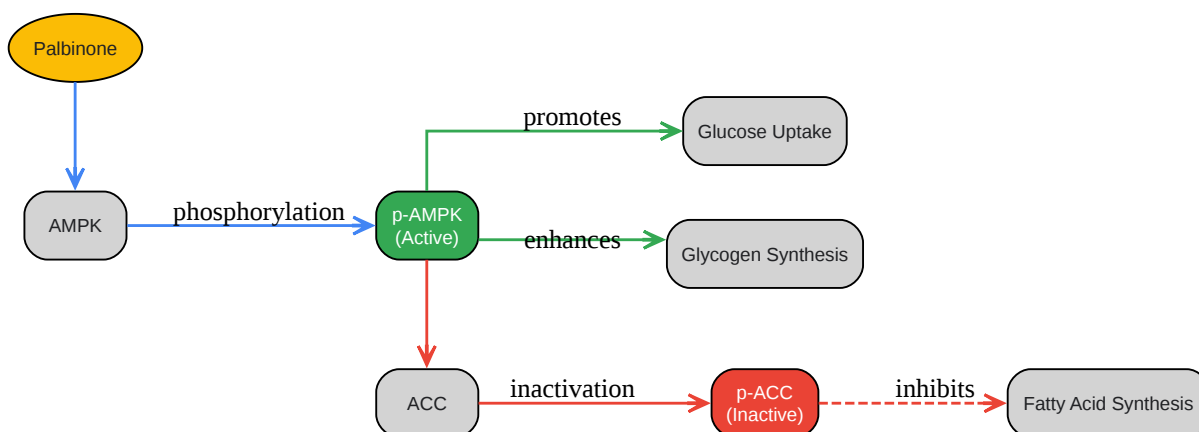 Palbinone
promotes
Glucose Uptake
AMPK
phosphorylation
p-AMPK
(Active)
enhances
Glycogen Synthesis
ACC
inactivation
p-ACC
(Inactive)
inhibits
Fatty Acid Synthesis